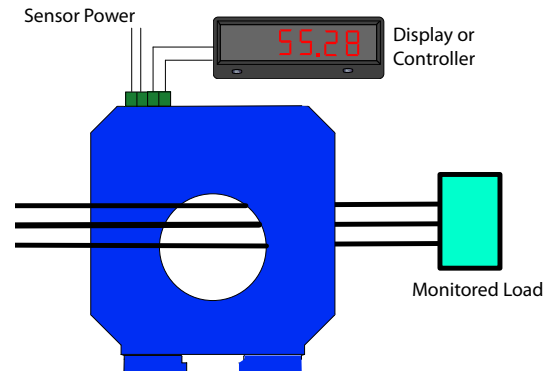 Sensor Power
55.28
Display or
Controller
Monitored Load